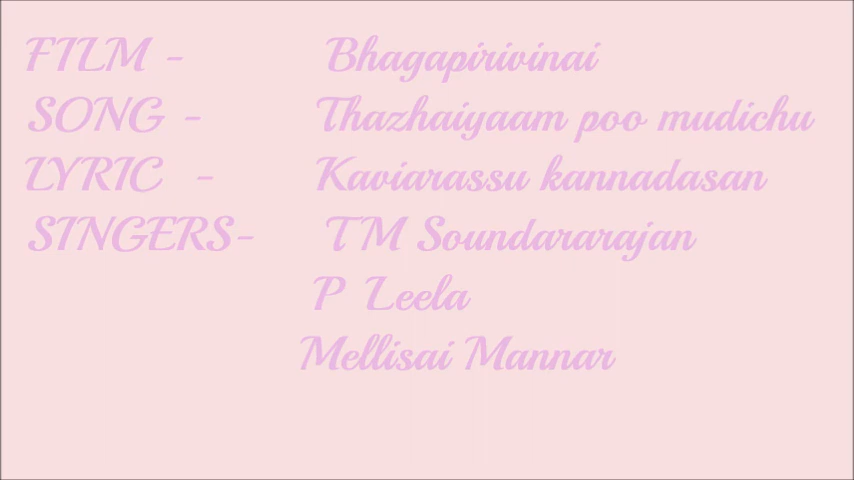 FILM - Bhagapirivinai
SONG - Thazhaiyaam poo mudichu
LYRIC - Kaviarassu kannadasan
SINGERS- TM Soundararajan
P Leela
Mellisai Mannar